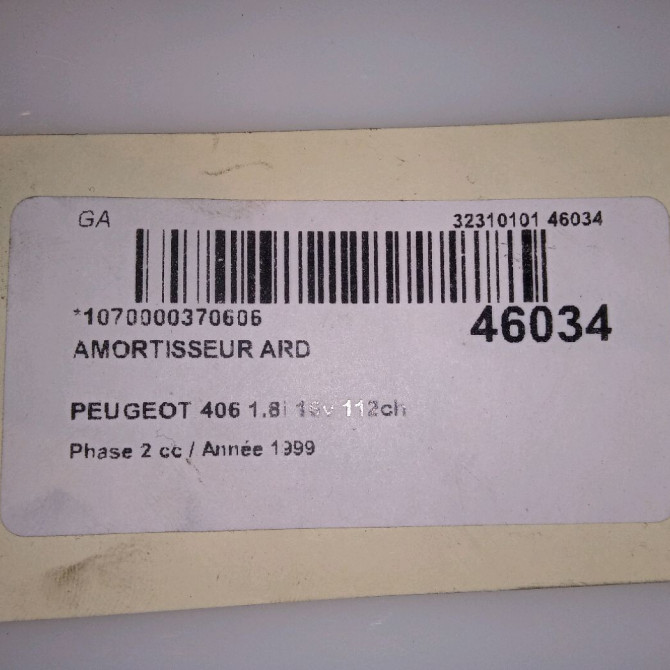 GA
32310101 46034
*1070000370606
46034
AMORTISSEUR ARD
PEUGEOT 406 1.8i 16v 112ch
Phase 2 cc / Année 1999